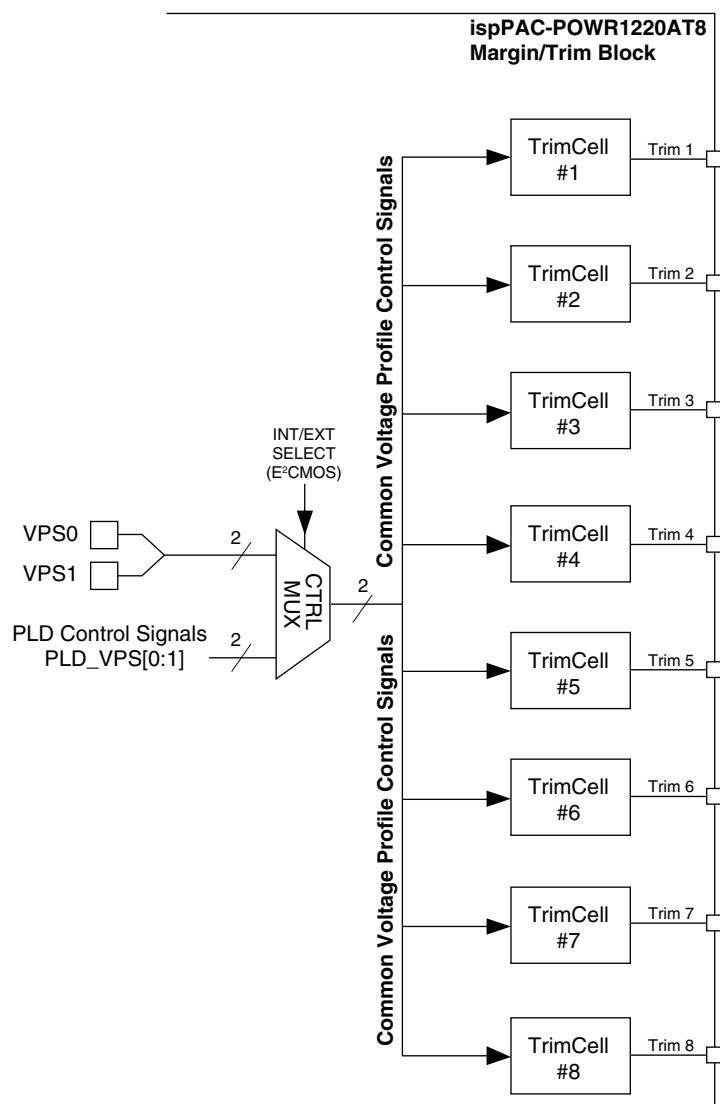 ispPAC-POWR1220AT8
Margin/Trim Block
TrimCell
#1
Trim 1
TrimCell
#2
Trim 2
TrimCell
#3
Trim 3
TrimCell
#4
Trim 4
TrimCell
#5
Trim 5
TrimCell
#6
Trim 6
TrimCell
#7
Trim 7
TrimCell
#8
Trim 8
Common Voltage Profile Control Signals
Common Voltage Profile Control Signals
INT/EXT
SELECT
(E²CMOS)
VPS0
VPS1
2
CTRL
MUX
2
PLD Control Signals
PLD_VPS[0:1]
2